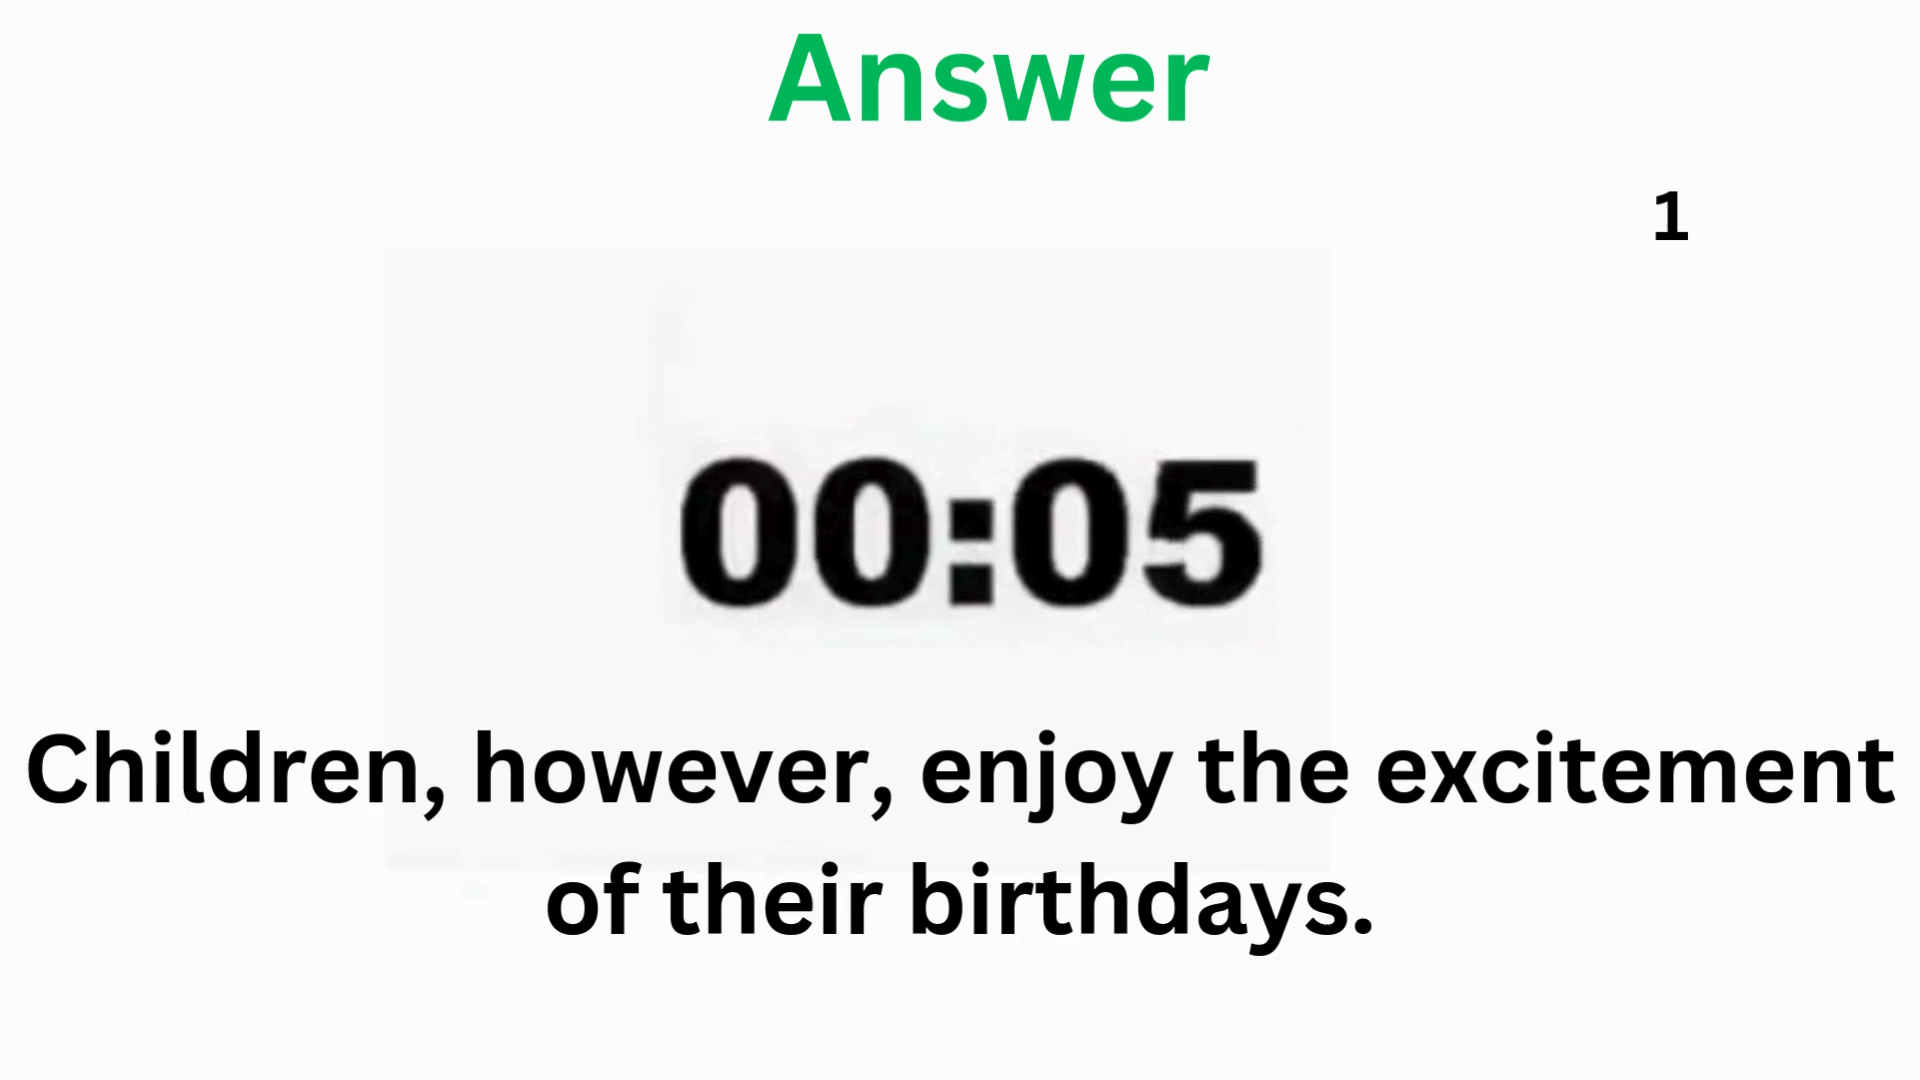 Answer
1
00:05
Children, however, enjoy the excitement
of their birthdays.